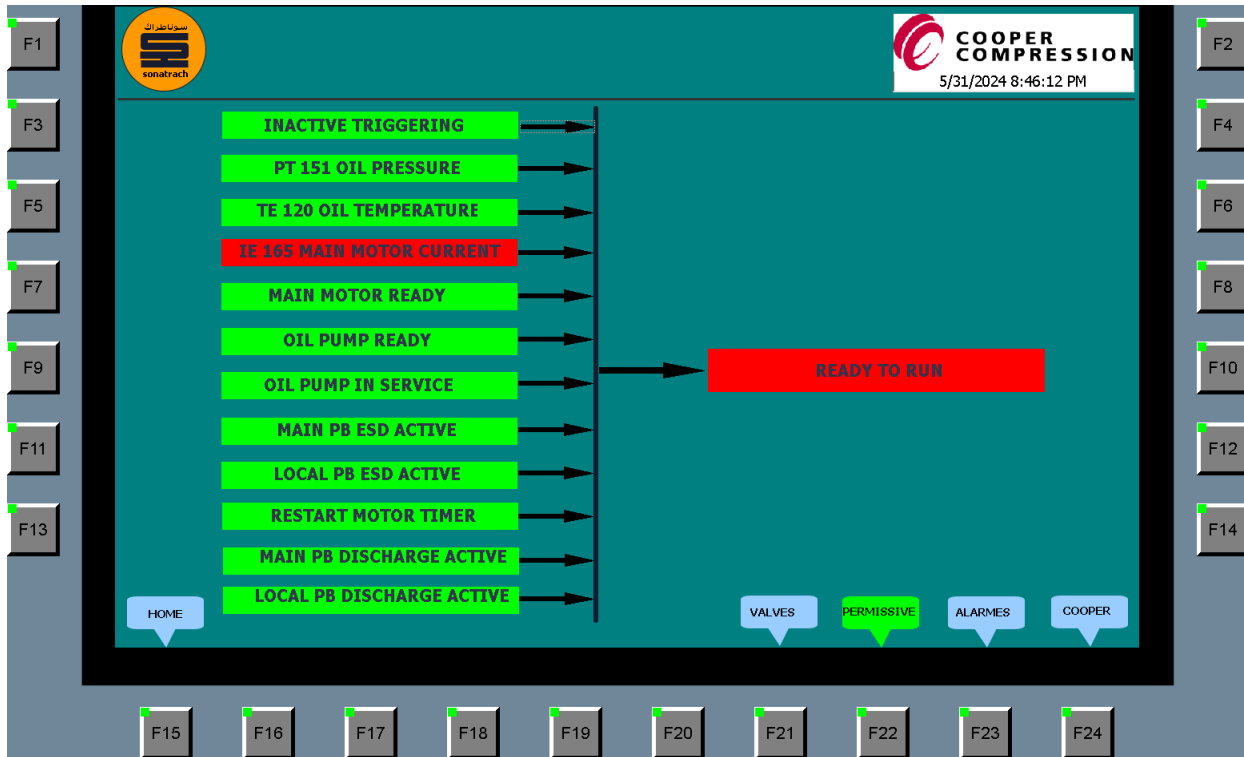 F1
سوناطراك
sonatrach
COOPER
COMPRESSION
5/31/2024 8:46:12 PM
F2
F3
INACTIVE TRIGGERING
F4
PT 151 OIL PRESSURE
F5
TE 120 OIL TEMPERATURE
F6
IE 165 MAIN MOTOR CURRENT
F7
MAIN MOTOR READY
F8
OIL PUMP READY
F9
READY TO RUN
F10
OIL PUMP IN SERVICE
MAIN PB ESD ACTIVE
F11
F12
LOCAL PB ESD ACTIVE
RESTART MOTOR TIMER
F13
F14
MAIN PB DISCHARGE ACTIVE
LOCAL PB DISCHARGE ACTIVE
HOME
VALVES
PERMISSIVE
ALARMES
COOPER
F15
F16
F17
F18
F19
F20
F21
F22
F23
F24